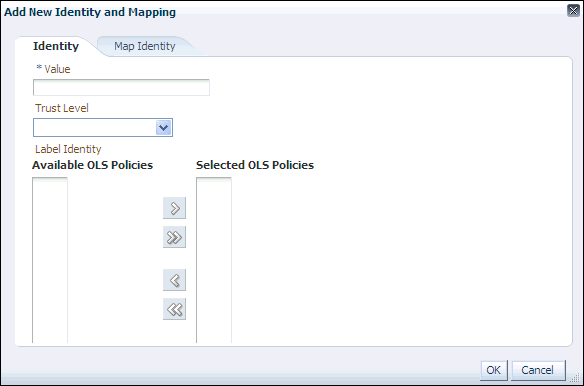 Add New Identity and Mapping
Identity
Map Identity
* Value
Trust Level
Label Identity
Available OLS Policies
Selected OLS Policies
OK
Cancel